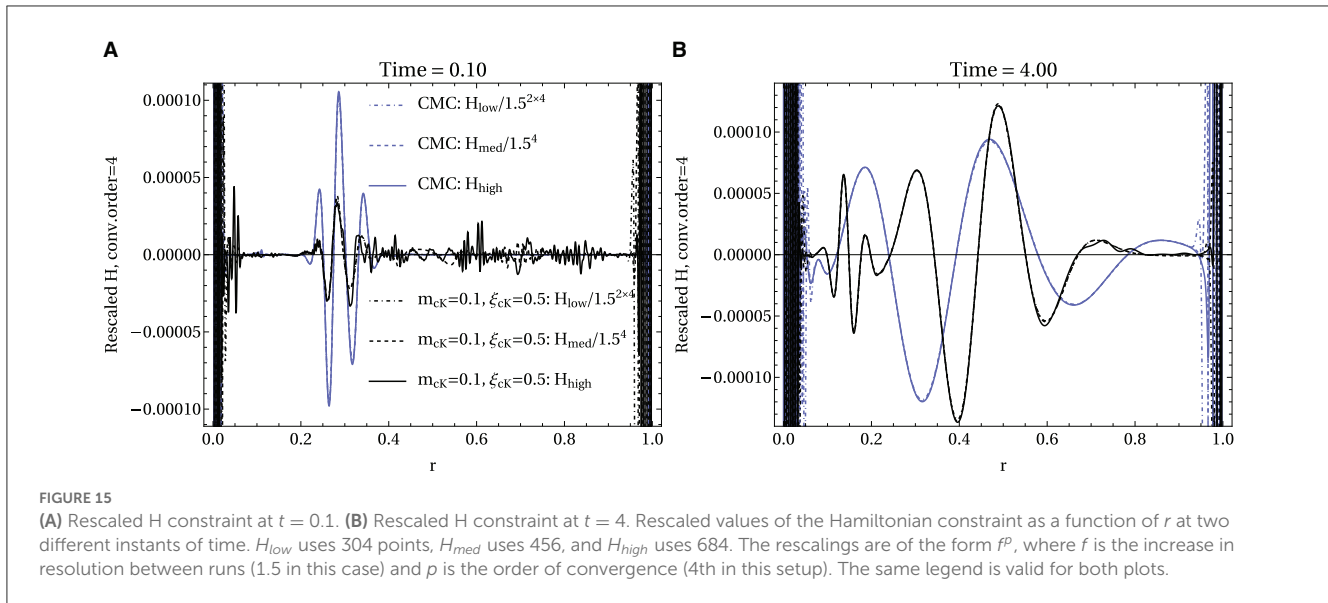 A
Time = 0.10
Rescaled H, conv.order=4
0.00010
0.00005
0.00000
−0.00005
−0.00010
CMC: H_low/1.5^{2×4}
CMC: H_med/1.5^4
CMC: H_high
m_cK=0.1, ξ_cK=0.5: H_low/1.5^{2×4}
m_cK=0.1, ξ_cK=0.5: H_med/1.5^4
m_cK=0.1, ξ_cK=0.5: H_high
0.0 0.2 0.4 0.6 0.8 1.0
r
B
Time = 4.00
Rescaled H, conv.order=4
0.00010
0.00005
0.00000
−0.00005
−0.00010
0.0 0.2 0.4 0.6 0.8 1.0
r
FIGURE 15
(A) Rescaled H constraint at t = 0.1. (B) Rescaled H constraint at t = 4. Rescaled values of the Hamiltonian constraint as a function of r at two
different instants of time. H_low uses 304 points, H_med uses 456, and H_high uses 684. The rescalings are of the form f^p, where f is the increase in
resolution between runs (1.5 in this case) and p is the order of convergence (4th in this setup). The same legend is valid for both plots.